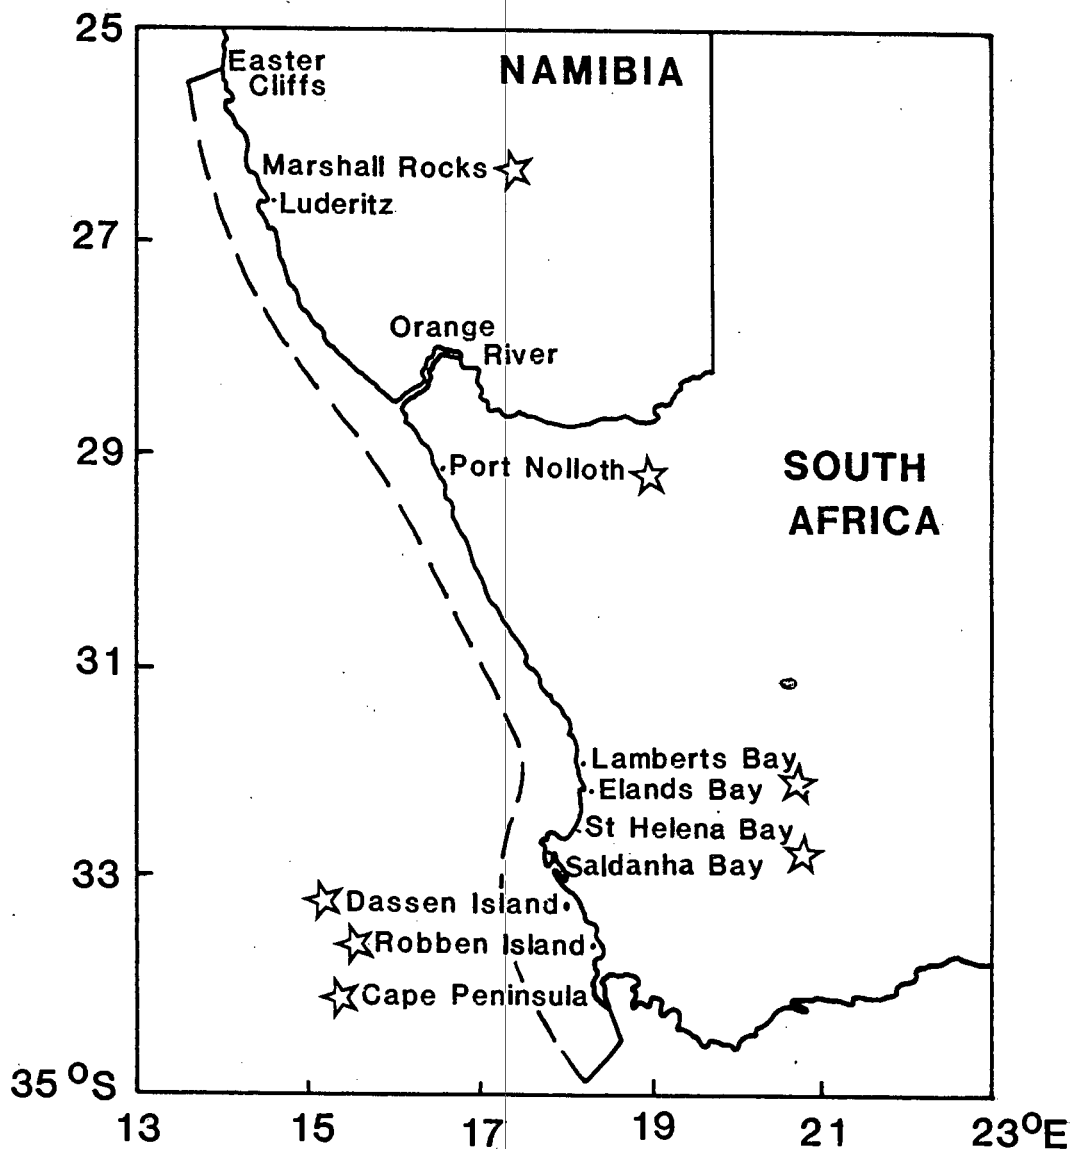 25
Easter
Cliffs
NAMIBIA
Marshall Rocks
Luderitz
27
Orange
River
29
Port Nolloth
SOUTH
AFRICA
31
Lamberts Bay
Elands Bay
St Helena Bay
Saldanha Bay
33
Dassen Island
Robben Island
Cape Peninsula
35 °S
13 15 17 19 21 23°E